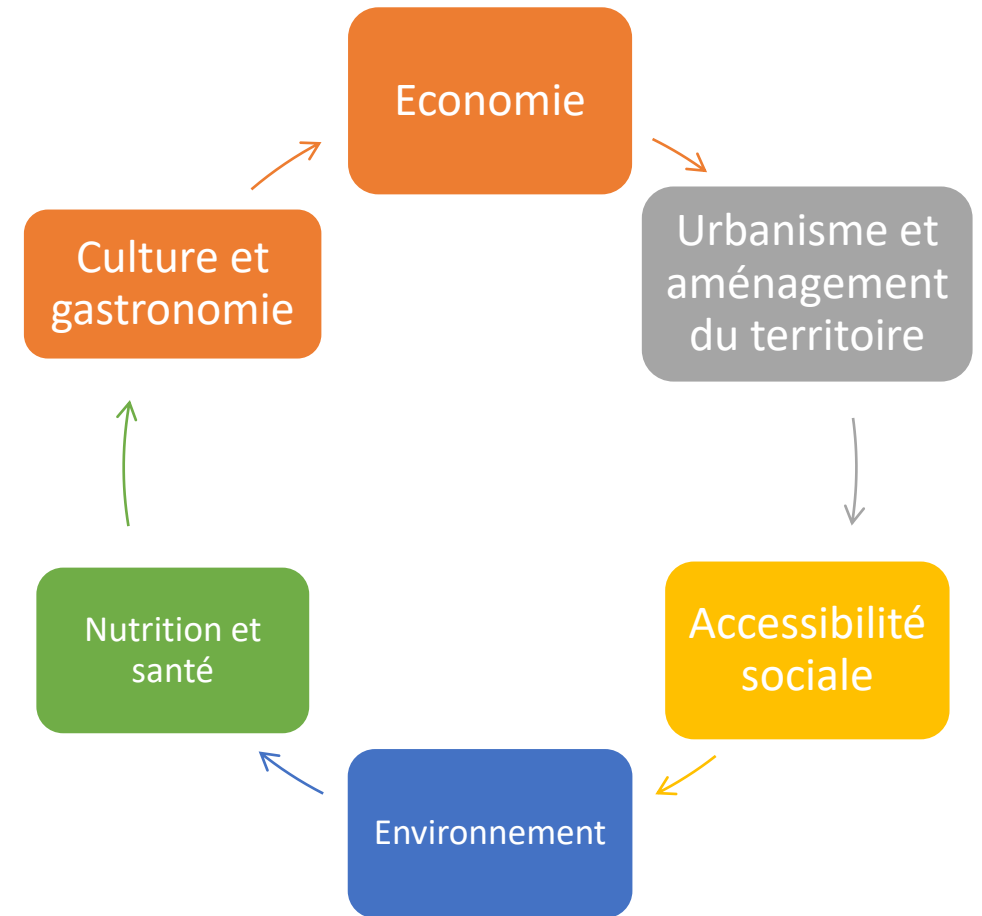 Economie
Urbanisme et
aménagement
du territoire
Accessibilité
sociale
Environnement
Nutrition et
santé
Culture et
gastronomie